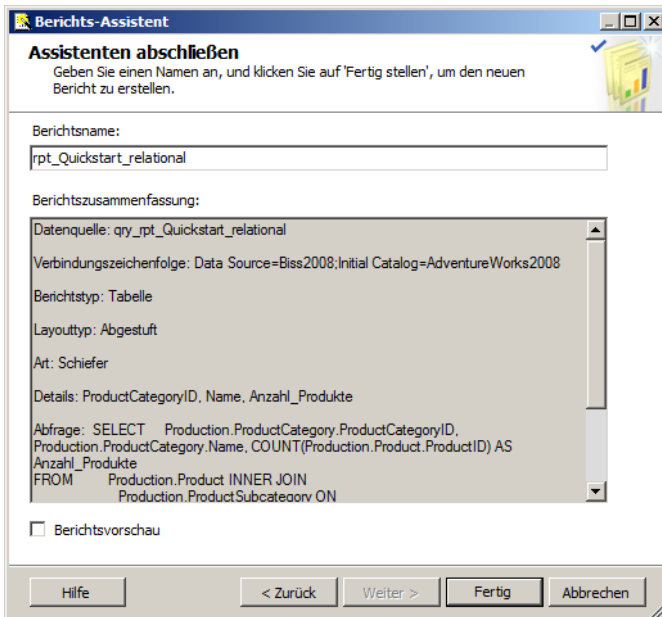 Berichts-Assistent
Assistenten abschließen
Geben Sie einen Namen an, und klicken Sie auf 'Fertig stellen', um den neuen
Bericht zu erstellen.
Berichtsname:
rpt_Quickstart_relational
Berichtszusammenfassung:
Datenquelle: qry_rpt_Quickstart_relational
Verbindungszeichenfolge: Data Source=Biss2008;Initial Catalog=AdventureWorks2008
Berichtstyp: Tabelle
Layouttyp: Abgestuft
Art: Schiefer
Details: ProductCategoryID, Name, Anzahl_Produkte
Abfrage: SELECT Production.ProductCategory.ProductCategoryID,
Production.ProductCategory.Name, COUNT(Production.Product.ProductID) AS
Anzahl_Produkte
FROM Production.Product INNER JOIN
Production.ProductSubcategory ON
Berichtsvorschau
Hilfe
< Zurück
Weiter >
Fertig
Abbrechen